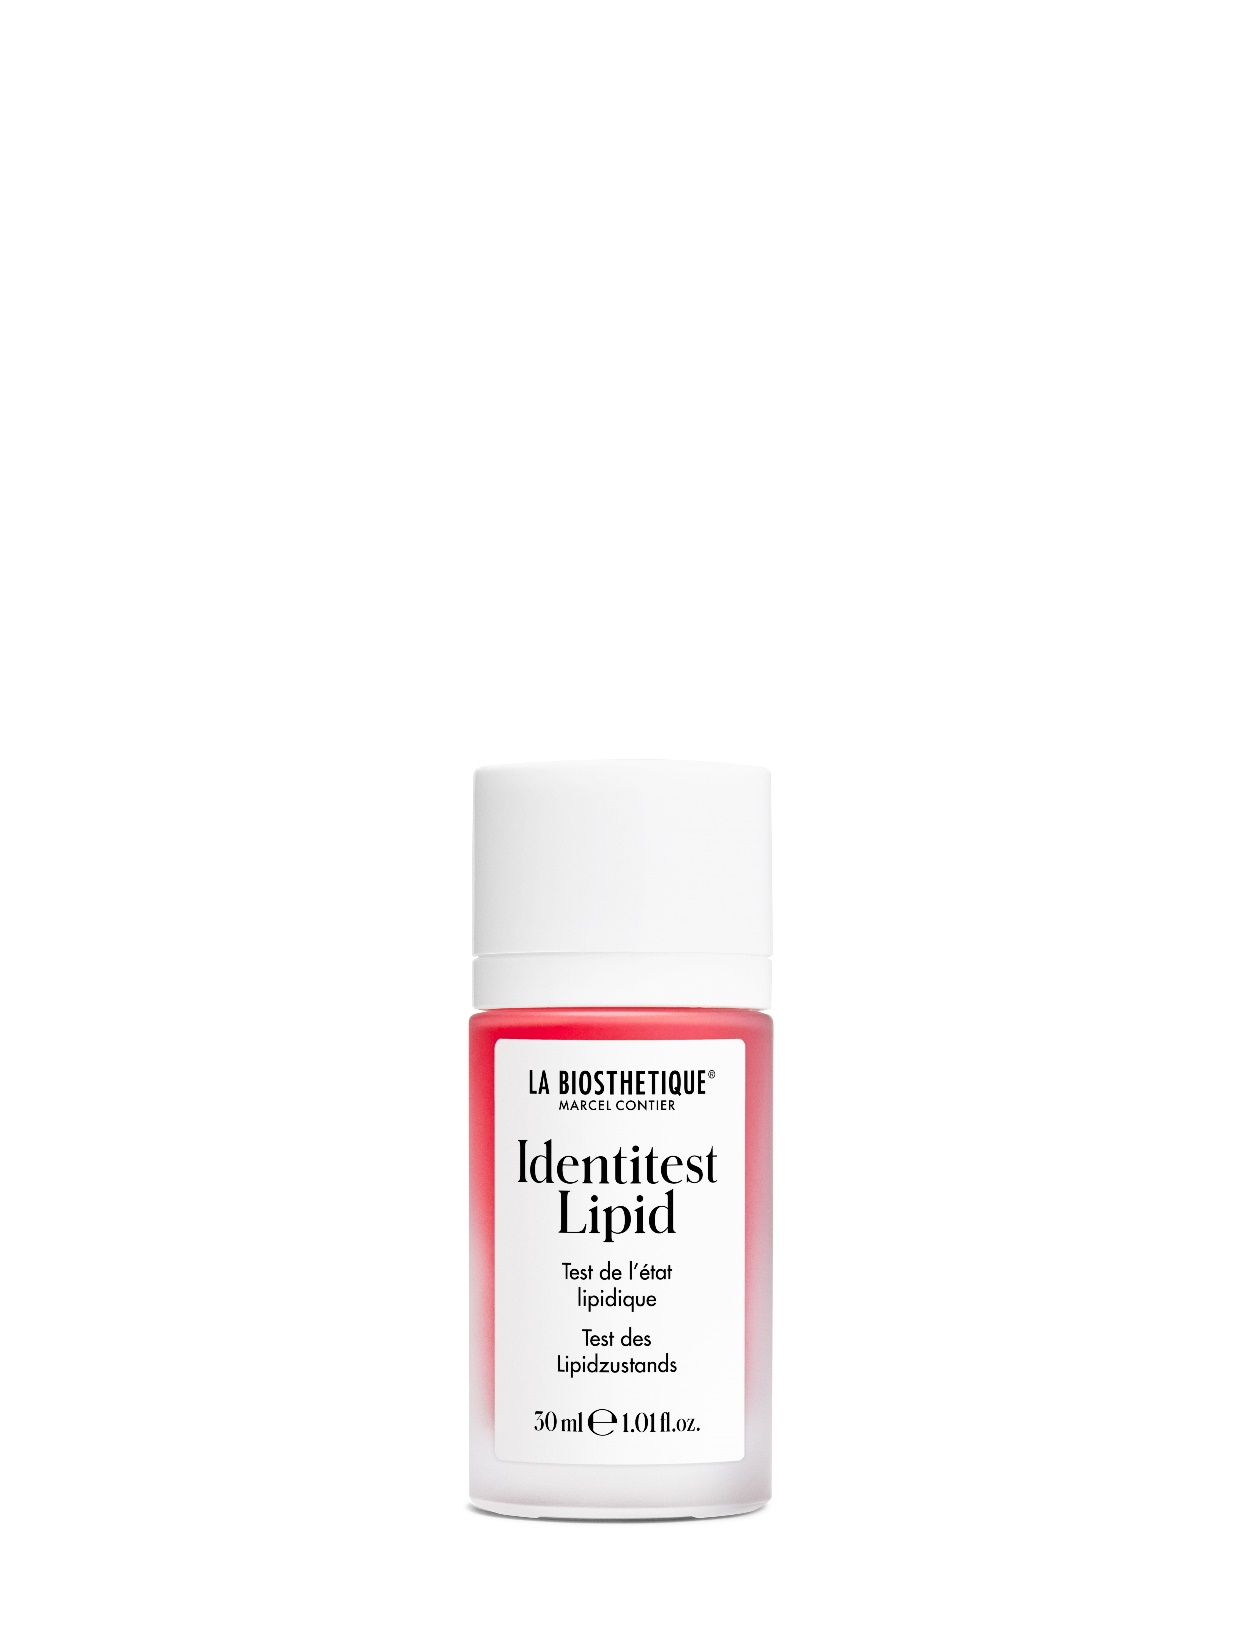 LA BIOSTHETIQUE®
MARCEL CONTIER
Identitest
Lipid
Test de l'état
lipidique
Test des
Lipidzustands
30 ml ℮ 1.01 fl.oz.